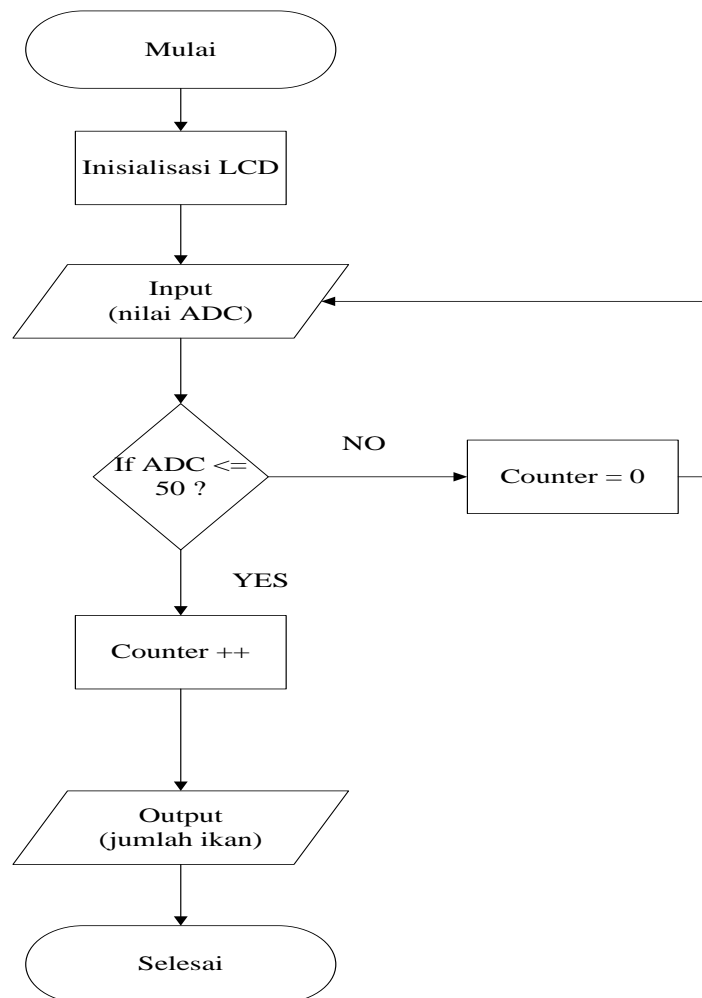 Mulai
Inisialisasi LCD
Input
(nilai ADC)
If ADC <=
50 ?
NO
Counter = 0
YES
Counter ++
Output
(jumlah ikan)
Selesai